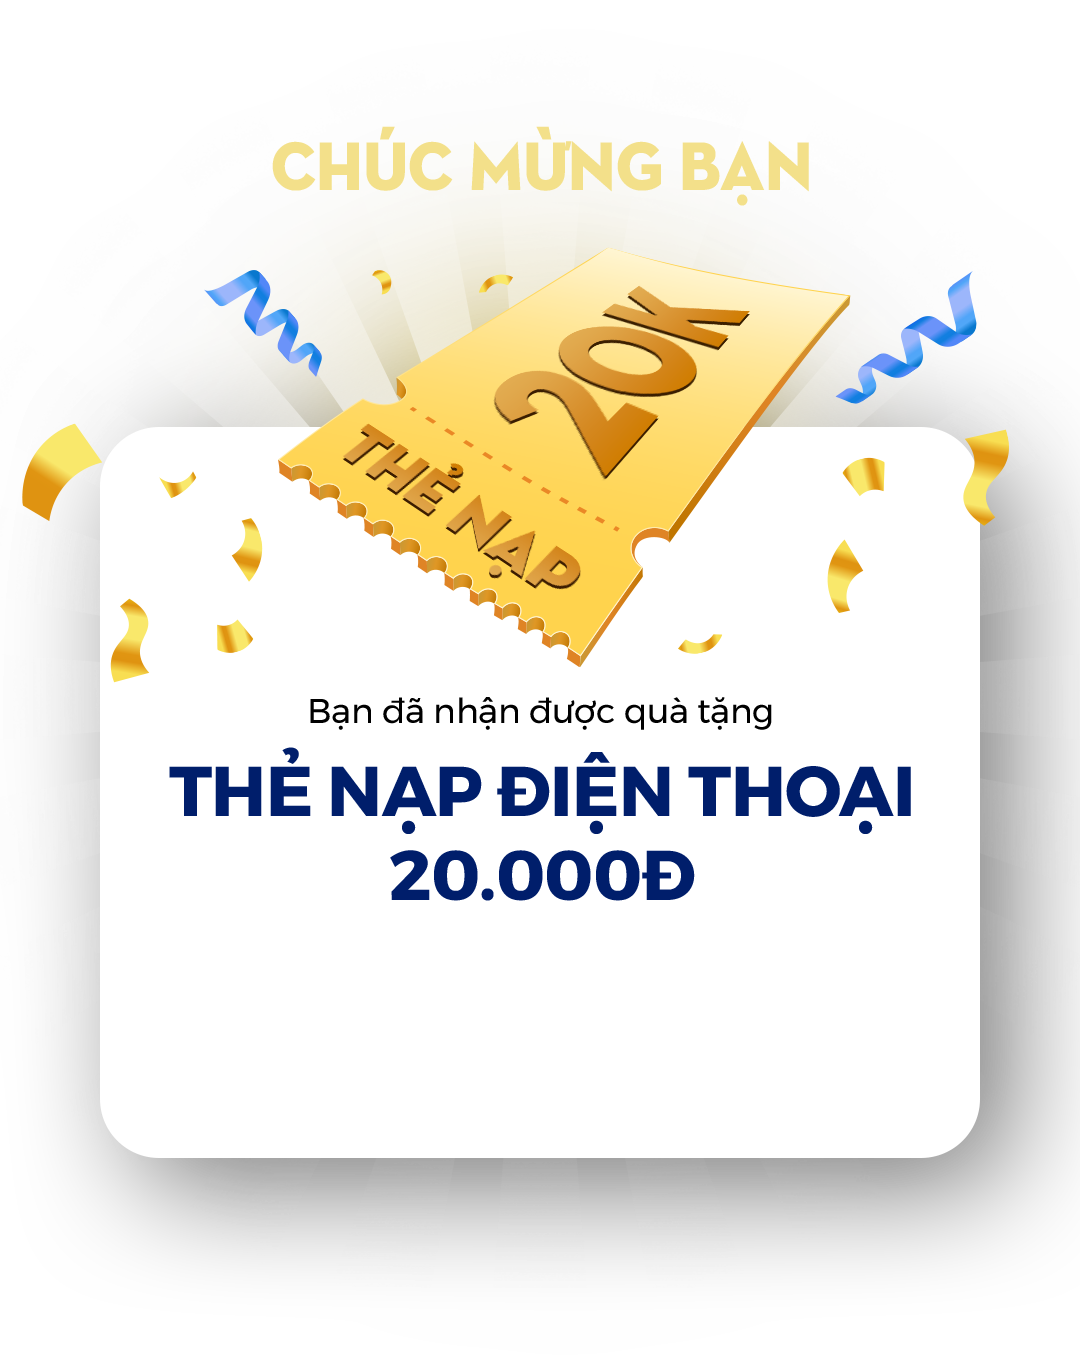 CHÚC MỪNG BẠN
20K
THẺ NẠP
Bạn đã nhận được quà tặng
THẺ NẠP ĐIỆN THOẠI
20.000Đ